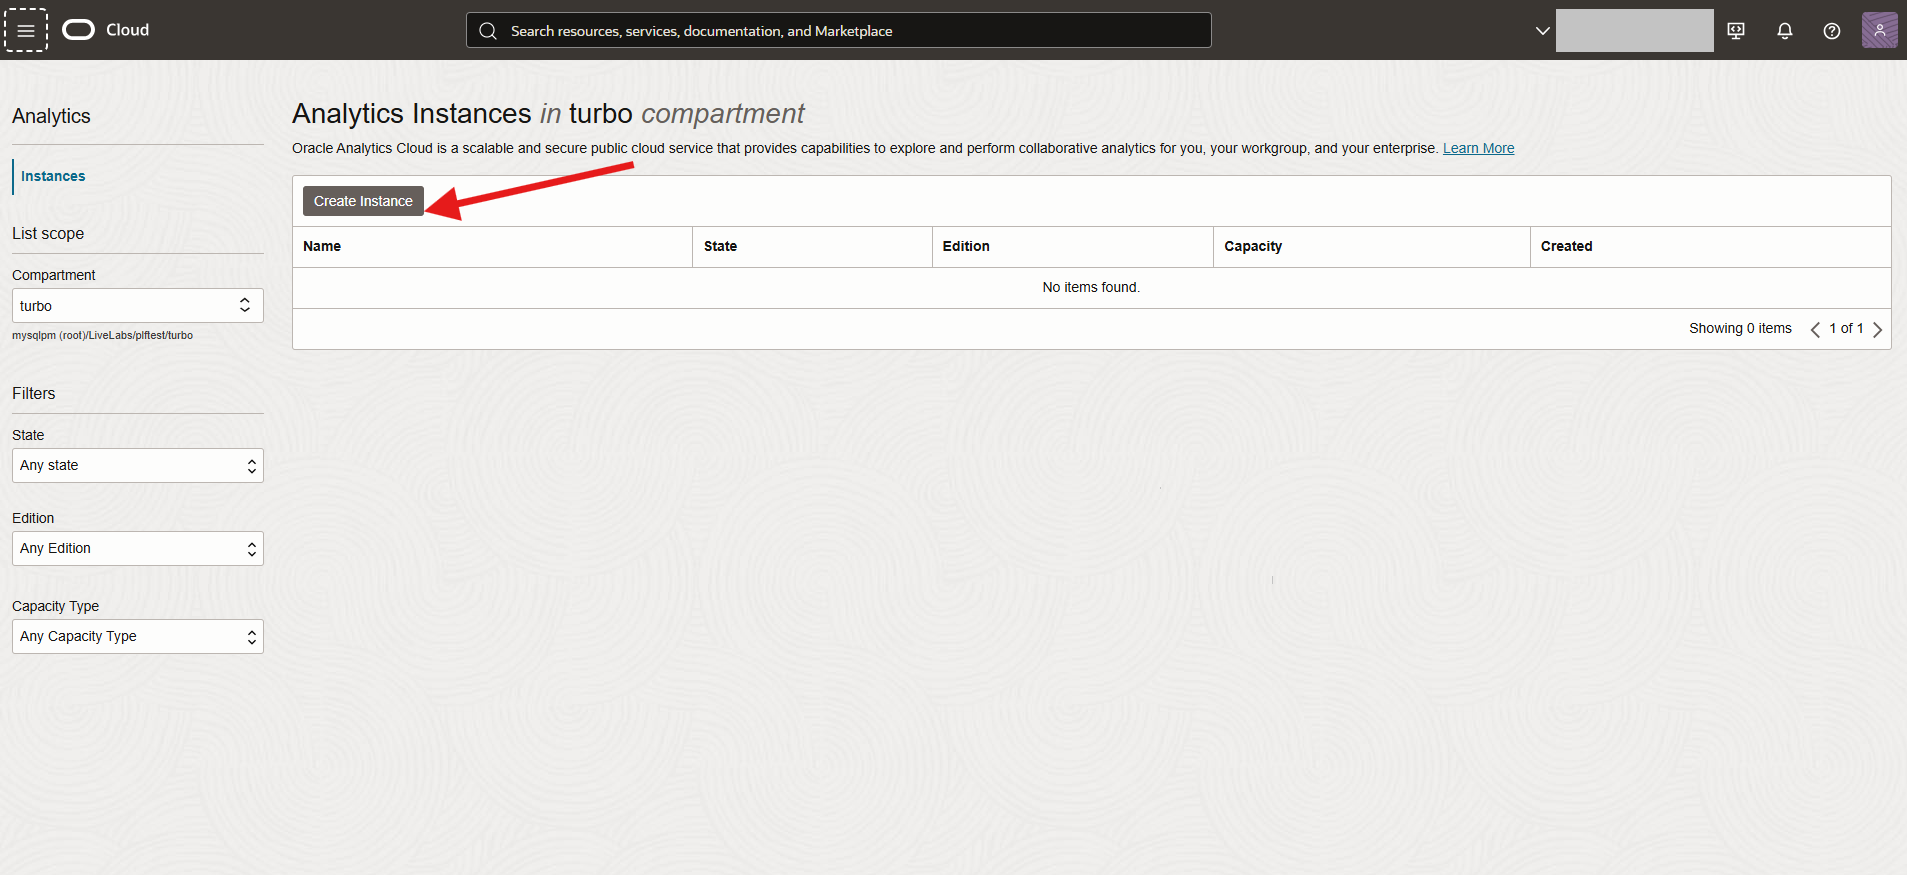 Cloud
Search resources, services, documentation, and Marketplace
Analytics
Instances
List scope
Compartment
turbo
mysqlpm (root)/LiveLabs/plftest/turbo
Filters
State
Any state
Edition
Any Edition
Capacity Type
Any Capacity Type
Analytics Instances in turbo compartment
Oracle Analytics Cloud is a scalable and secure public cloud service that provides capabilities to explore and perform collaborative analytics for you, your workgroup, and your enterprise. Learn More
Create Instance
Name State Edition Capacity Created
No items found.
Showing 0 items 1 of 1